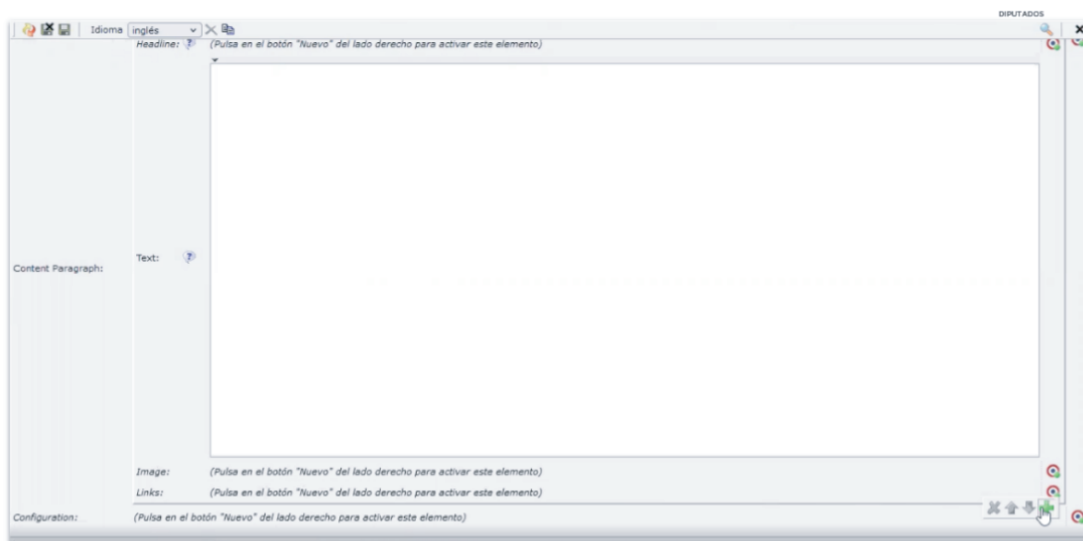 DIPUTADOS
Idioma inglés
Headline: (Pulsa en el botón "Nuevo" del lado derecho para activar este elemento)
Content Paragraph:
Text:
Image: (Pulsa en el botón "Nuevo" del lado derecho para activar este elemento)
Links: (Pulsa en el botón "Nuevo" del lado derecho para activar este elemento)
Configuration: (Pulsa en el botón "Nuevo" del lado derecho para activar este elemento)